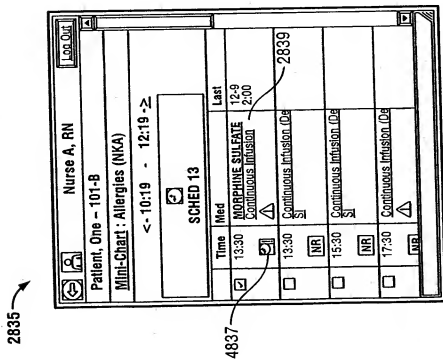 2835
Nurse A, RN
Log Out
Patient, One – 101-B
Mini-Chart : Allergies (NKA)
<- 10:19 - 12:19 ->
SCHED 13
Time Med Last
13:30 MORPHINE SULFATE 12-9
Continuous Infusion 2:00
2839
4837
13:30 Continuous Infusion (De
NR SI
15:30 Continuous Infusion (De
NR SI
17:30 Continuous Infusion (De
NR